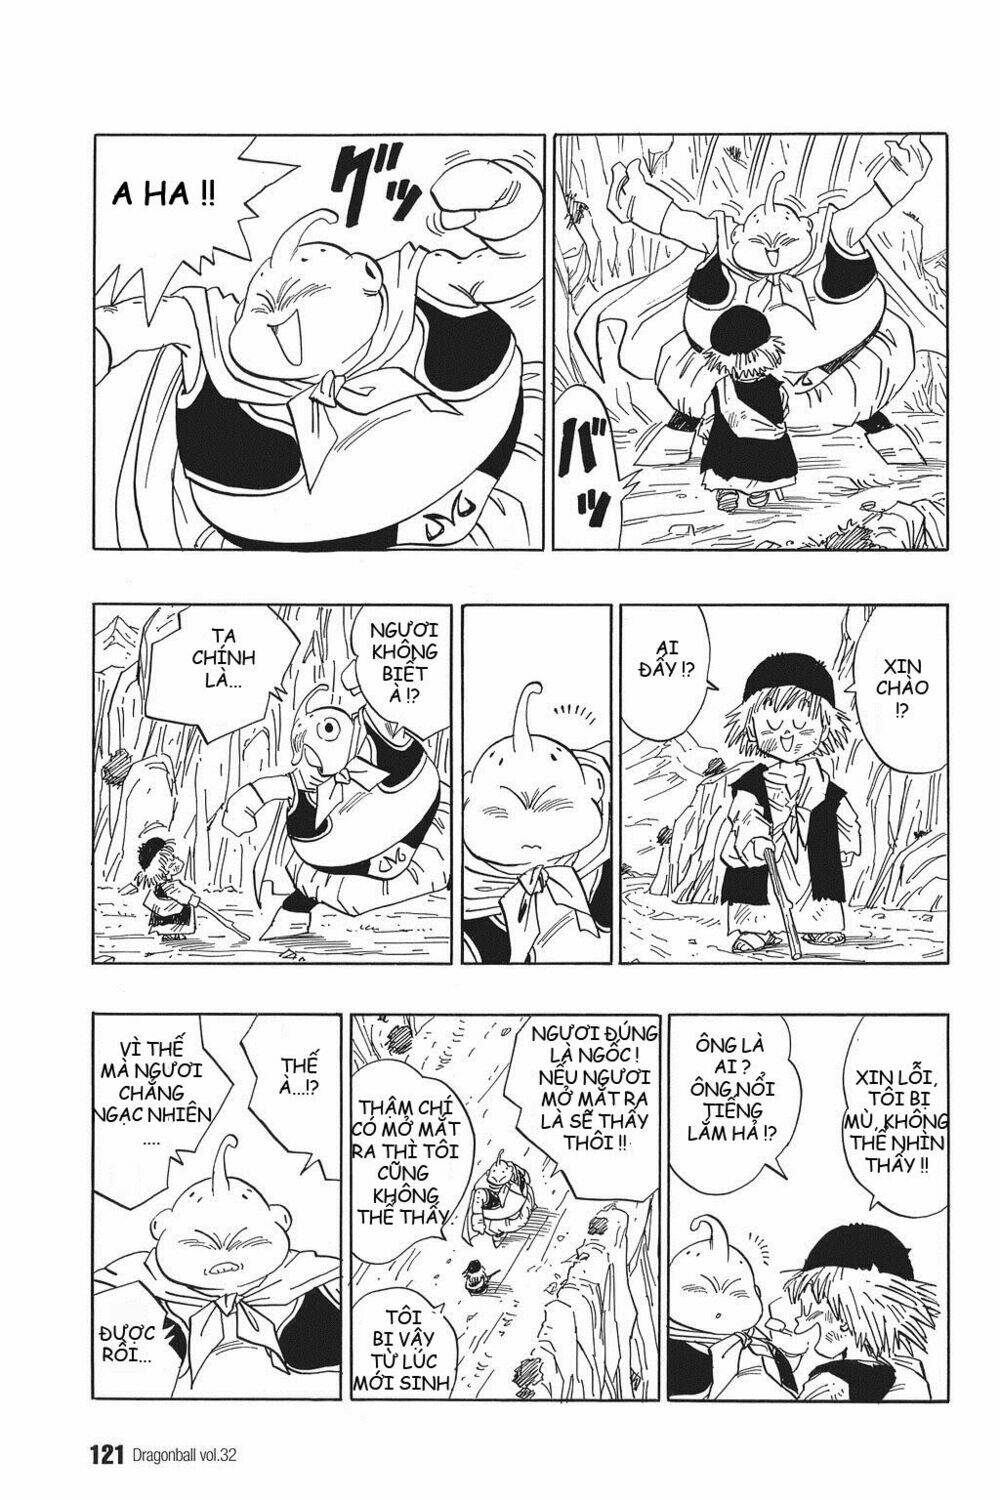 バッ
グッ
A HA !!
XIN
CHÀO
!?
AI
ĐẤY !?
NGƯƠI
KHÔNG
BIẾT
À !?
TA
CHÍNH
LÀ...
XIN LỖI,
TÔI BỊ
MÙ, KHÔNG
THỂ NHÌN
THẤY !!
ÔNG LÀ
AI ?
ÔNG NỔI
TIẾNG
LẮM HẢ !?
NGƯƠI ĐÚNG
LÀ NGỐC !
NẾU NGƯƠI
MỞ MẮT RA
LÀ SẼ THẤY
THÔI !!
THẬM CHÍ
CÓ MỞ MẮT
RA THÌ TÔI
CŨNG
KHÔNG
THỂ THẤY.
TÔI
BỊ VẬY
TỪ LÚC
MỚI SINH
THẾ
À...!?
VÌ THẾ
MÀ NGƯƠI
CHẲNG
NGẠC NHIÊN
....
ĐƯỢC
RỒI...
121 Dragonball vol.32